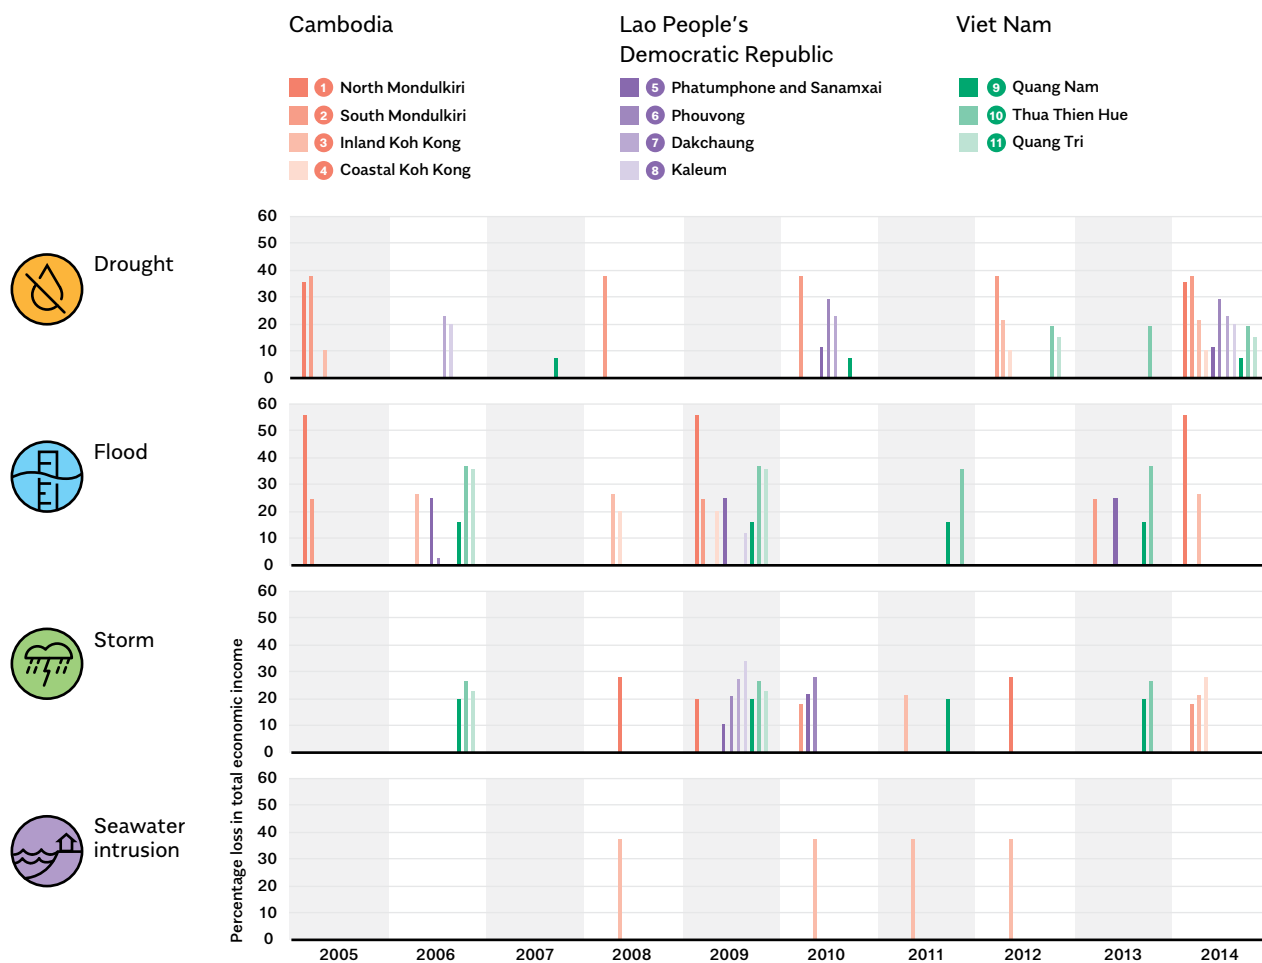 Cambodia
1 North Mondulkiri
2 South Mondulkiri
3 Inland Koh Kong
4 Coastal Koh Kong
Lao People’s
Democratic Republic
5 Phatumphone and Sanamxai
6 Phouvong
7 Dakchaung
8 Kaleum
Viet Nam
9 Quang Nam
10 Thua Thien Hue
11 Quang Tri
Drought
60
50
40
30
20
10
0
Flood
60
50
40
30
20
10
0
Storm
60
50
40
30
20
10
0
Seawater
intrusion
60
50
40
30
20
10
0
Percentage loss in total economic income
2005 2006 2007 2008 2009 2010 2011 2012 2013 2014